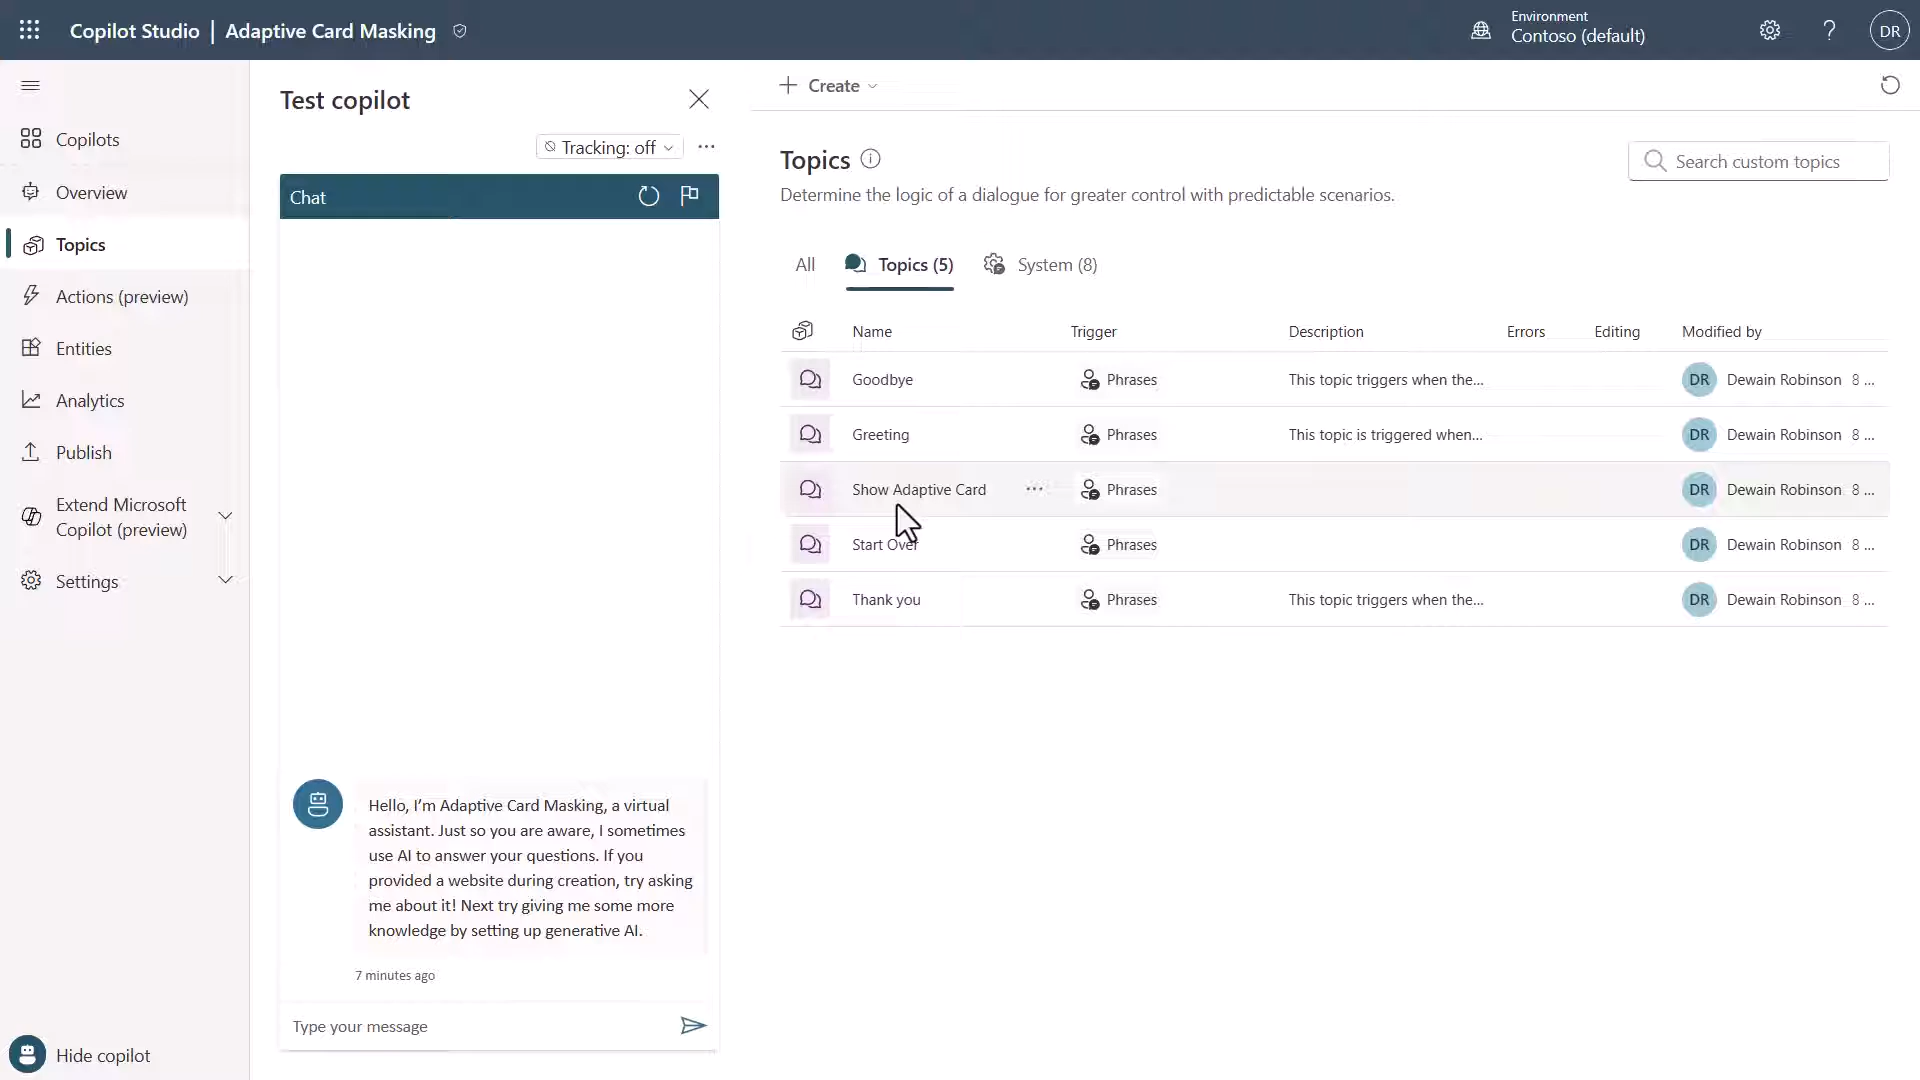 Copilot Studio | Adaptive Card Masking
Environment
Contoso (default)
?
DR
Copilots
Overview
Topics
Actions (preview)
Entities
Analytics
Publish
Extend Microsoft
Copilot (preview)
Settings
Hide copilot
Test copilot
Tracking: off
Chat
Hello, I'm Adaptive Card Masking, a virtual
assistant. Just so you are aware, I sometimes
use AI to answer your questions. If you
provided a website during creation, try asking
me about it! Next try giving me some more
knowledge by setting up generative AI.
7 minutes ago
Type your message
Create
Topics
Determine the logic of a dialogue for greater control with predictable scenarios.
Search custom topics
All Topics (5) System (8)
Name Trigger Description Errors Editing Modified by
Goodbye Phrases This topic triggers when the... DR Dewain Robinson 8 ...
Greeting Phrases This topic is triggered when... DR Dewain Robinson 8 ...
Show Adaptive Card ... Phrases DR Dewain Robinson 8 ...
Start Over Phrases DR Dewain Robinson 8 ...
Thank you Phrases This topic triggers when the... DR Dewain Robinson 8 ...